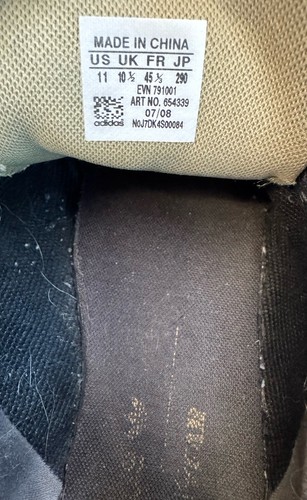 MADE IN CHINA
US UK FR JP
11 10½ 45⅓ 290
EVN 791001
ART NO. 654339
07/08
adidas N0J7DK4S00084